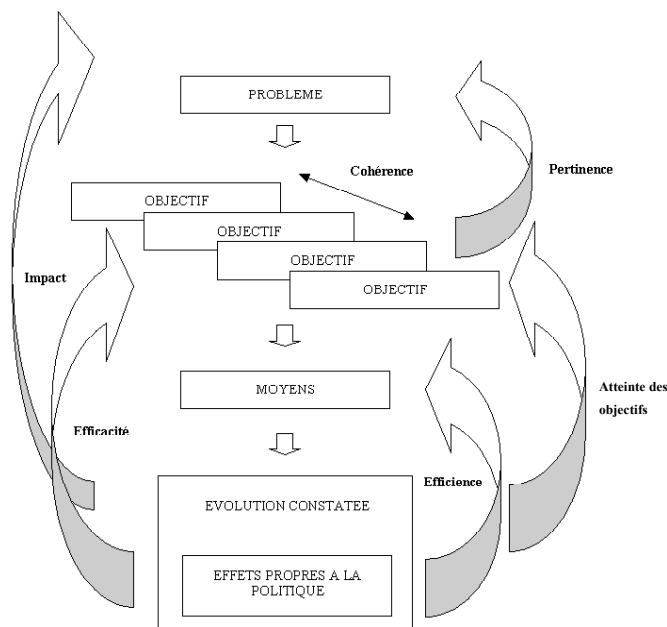 PROBLEME
Cohérence
Pertinence
OBJECTIF
OBJECTIF
OBJECTIF
Impact
OBJECTIF
MOYENS
Atteinte des
objectifs
Efficacité
Efficience
EVOLUTION CONSTATEE
EFFETS PROPRES A LA
POLITIQUE